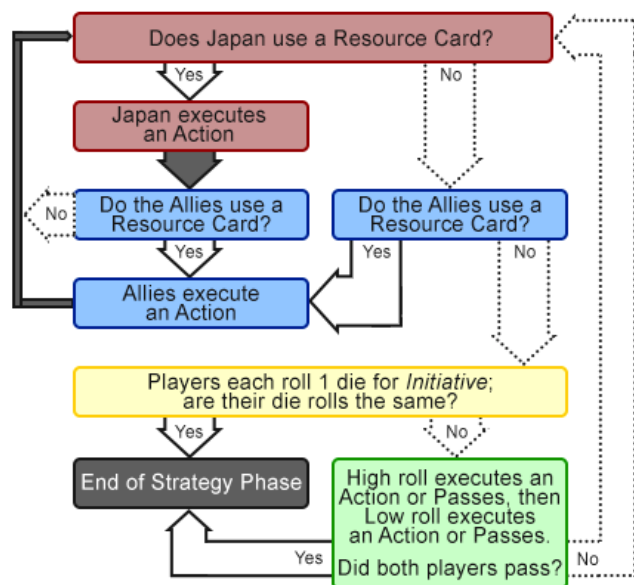 Does Japan use a Resource Card?
Yes
No
Japan executes
an Action
No
Do the Allies use a
Resource Card?
Do the Allies use a
Resource Card?
Yes
Yes
No
Allies execute
an Action
Players each roll 1 die for Initiative;
are their die rolls the same?
Yes
No
End of Strategy Phase
High roll executes an
Action or Passes, then
Low roll executes
an Action or Passes.
Did both players pass?
Yes
No